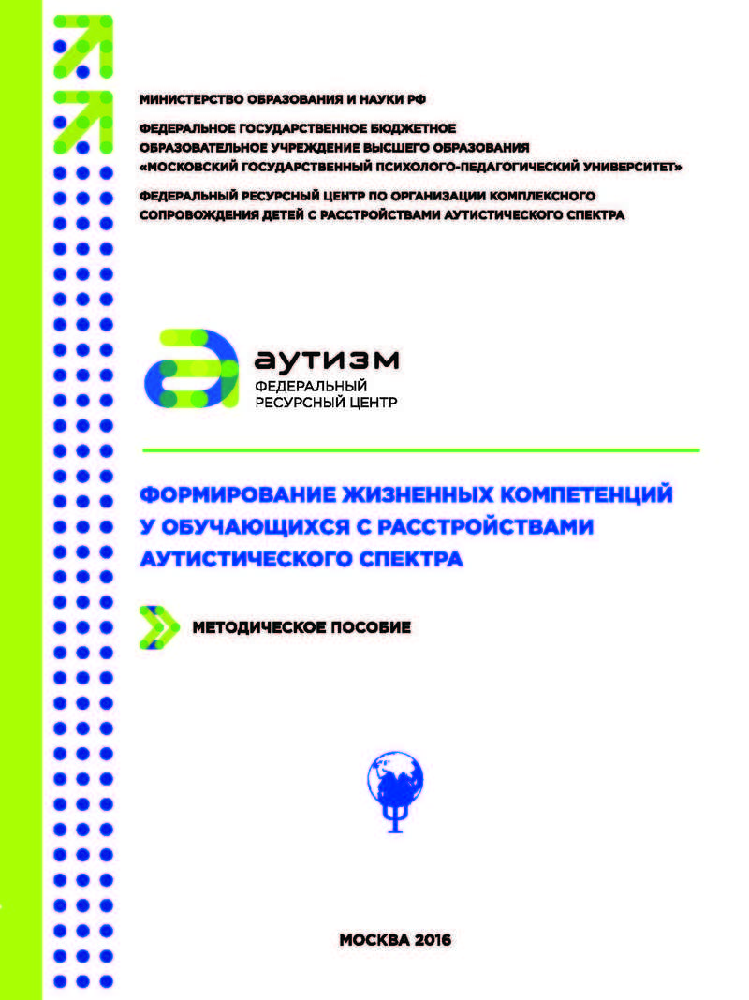 МИНИСТЕРСТВО ОБРАЗОВАНИЯ И НАУКИ РФ
ФЕДЕРАЛЬНОЕ ГОСУДАРСТВЕННОЕ БЮДЖЕТНОЕ
ОБРАЗОВАТЕЛЬНОЕ УЧРЕЖДЕНИЕ ВЫСШЕГО ОБРАЗОВАНИЯ
«МОСКОВСКИЙ ГОСУДАРСТВЕННЫЙ ПСИХОЛОГО-ПЕДАГОГИЧЕСКИЙ УНИВЕРСИТЕТ»
ФЕДЕРАЛЬНЫЙ РЕСУРСНЫЙ ЦЕНТР ПО ОРГАНИЗАЦИИ КОМПЛЕКСНОГО
СОПРОВОЖДЕНИЯ ДЕТЕЙ С РАССТРОЙСТВАМИ АУТИСТИЧЕСКОГО СПЕКТРА
аутизм
ФЕДЕРАЛЬНЫЙ
РЕСУРСНЫЙ ЦЕНТР
ФОРМИРОВАНИЕ ЖИЗНЕННЫХ КОМПЕТЕНЦИЙ
У ОБУЧАЮЩИХСЯ С РАССТРОЙСТВАМИ
АУТИСТИЧЕСКОГО СПЕКТРА
МЕТОДИЧЕСКОЕ ПОСОБИЕ
МОСКВА 2016